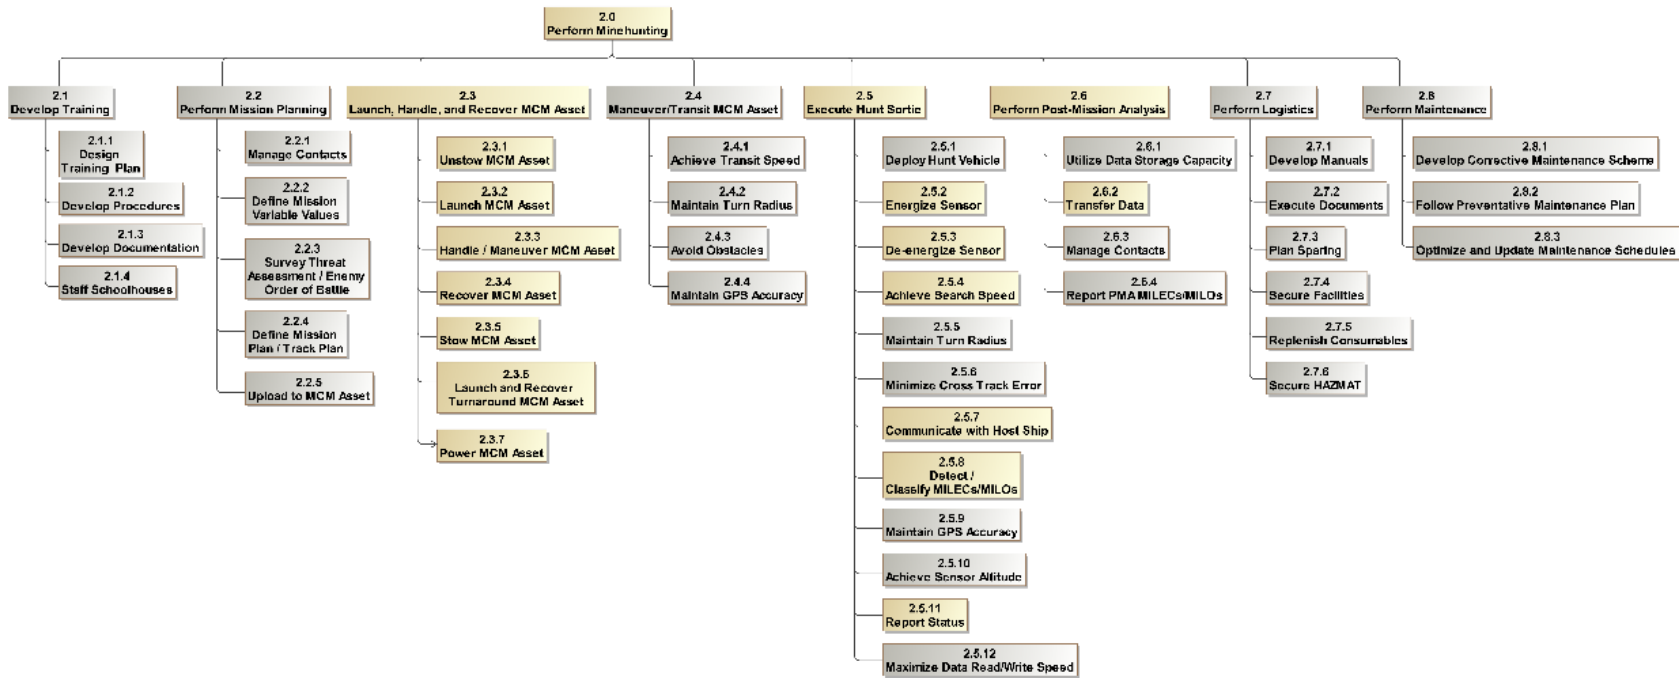 2.0
Perform Minehunting
2.1
Develop Training
2.1.1
Design
Training Plan
2.1.2
Develop Procedures
2.1.3
Develop Documentation
2.1.4
Staff Schoolhouses
2.2
Perform Mission Planning
2.2.1
Manage Contacts
2.2.2
Define Mission
Variable Values
2.2.3
Survey Threat
Assessment / Enemy
Order of Battle
2.2.4
Define Mission
Plan / Track Plan
2.2.5
Upload to MCM Asset
2.3
Launch, Handle, and Recover MCM Asset
2.3.1
Unstow MCM Asset
2.3.2
Launch MCM Asset
2.3.3
Handle / Maneuver MCM Asset
2.3.4
Recover MCM Asset
2.3.5
Stow MCM Asset
2.3.6
Launch and Recover
Turnaround MCM Asset
2.3.7
Power MCM Asset
2.4
Maneuver/Transit MCM Asset
2.4.1
Achieve Transit Speed
2.4.2
Maintain Turn Radius
2.4.3
Avoid Obstacles
2.4.4
Maintain GPS Accuracy
2.5
Execute Hunt Sortie
2.5.1
Deploy Hunt Vehicle
2.5.2
Energize Sensor
2.5.3
De-energize Sensor
2.5.4
Achieve Search Speed
2.5.5
Maintain Turn Radius
2.5.6
Minimize Cross Track Error
2.5.7
Communicate with Host Ship
2.5.8
Detect /
Classify MILECs/MILOs
2.5.9
Maintain GPS Accuracy
2.5.10
Achieve Sensor Altitude
2.5.11
Report Status
2.5.12
Maximize Data Read/Write Speed
2.6
Perform Post-Mission Analysis
2.6.1
Utilize Data Storage Capacity
2.6.2
Transfer Data
2.6.3
Manage Contacts
2.6.4
Report PMA MILECs/MILOs
2.7
Perform Logistics
2.7.1
Develop Manuals
2.7.2
Execute Documents
2.7.3
Plan Sparing
2.7.4
Secure Facilities
2.7.5
Replenish Consumables
2.7.6
Secure HAZMAT
2.8
Perform Maintenance
2.8.1
Develop Corrective Maintenance Scheme
2.8.2
Follow Preventative Maintenance Plan
2.8.3
Optimize and Update Maintenance Schedules